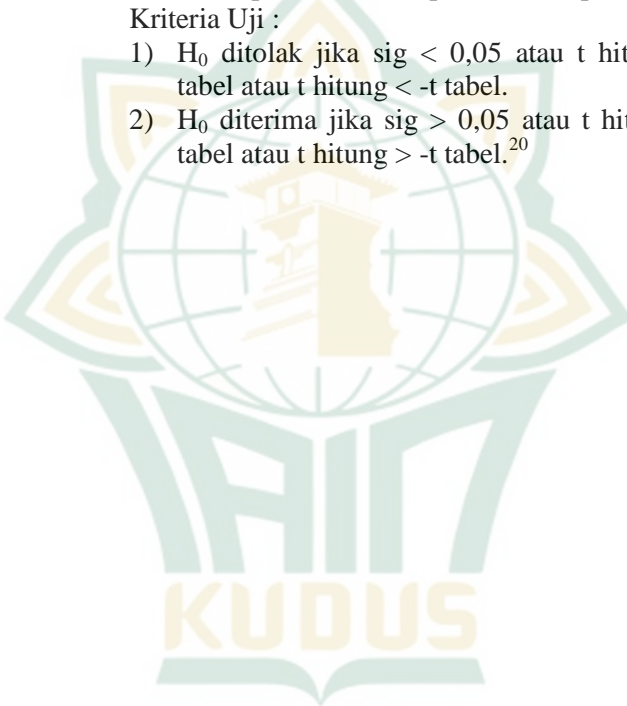 Kriteria Uji :
1) H₀ ditolak jika sig < 0,05 atau t hit
tabel atau t hitung < -t tabel.
2) H₀ diterima jika sig > 0,05 atau t hit
tabel atau t hitung > -t tabel.²⁰
IAIN
KUDUS